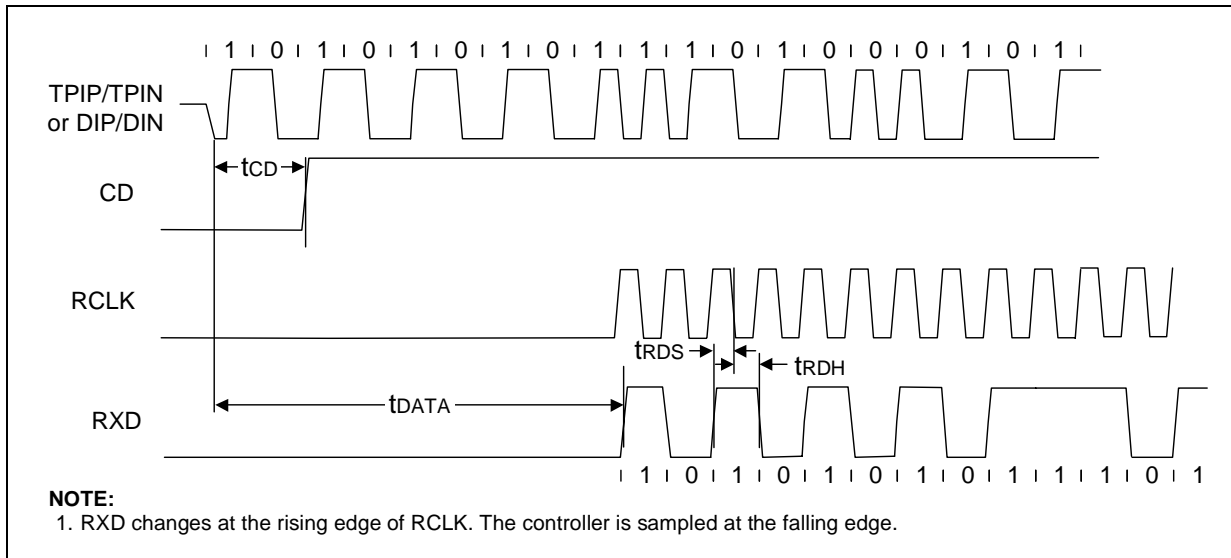 1 0 1 0 1 0 1 0 1 1 1 0 1 0 0 0 1 0 1
TPIP/TPIN
or DIP/DIN
tCD
CD
RCLK
tRDS
tRDH
tDATA
RXD
1 0 1 0 1 0 1 0 1 1 1 0 1
NOTE:
1. RXD changes at the rising edge of RCLK. The controller is sampled at the falling edge.